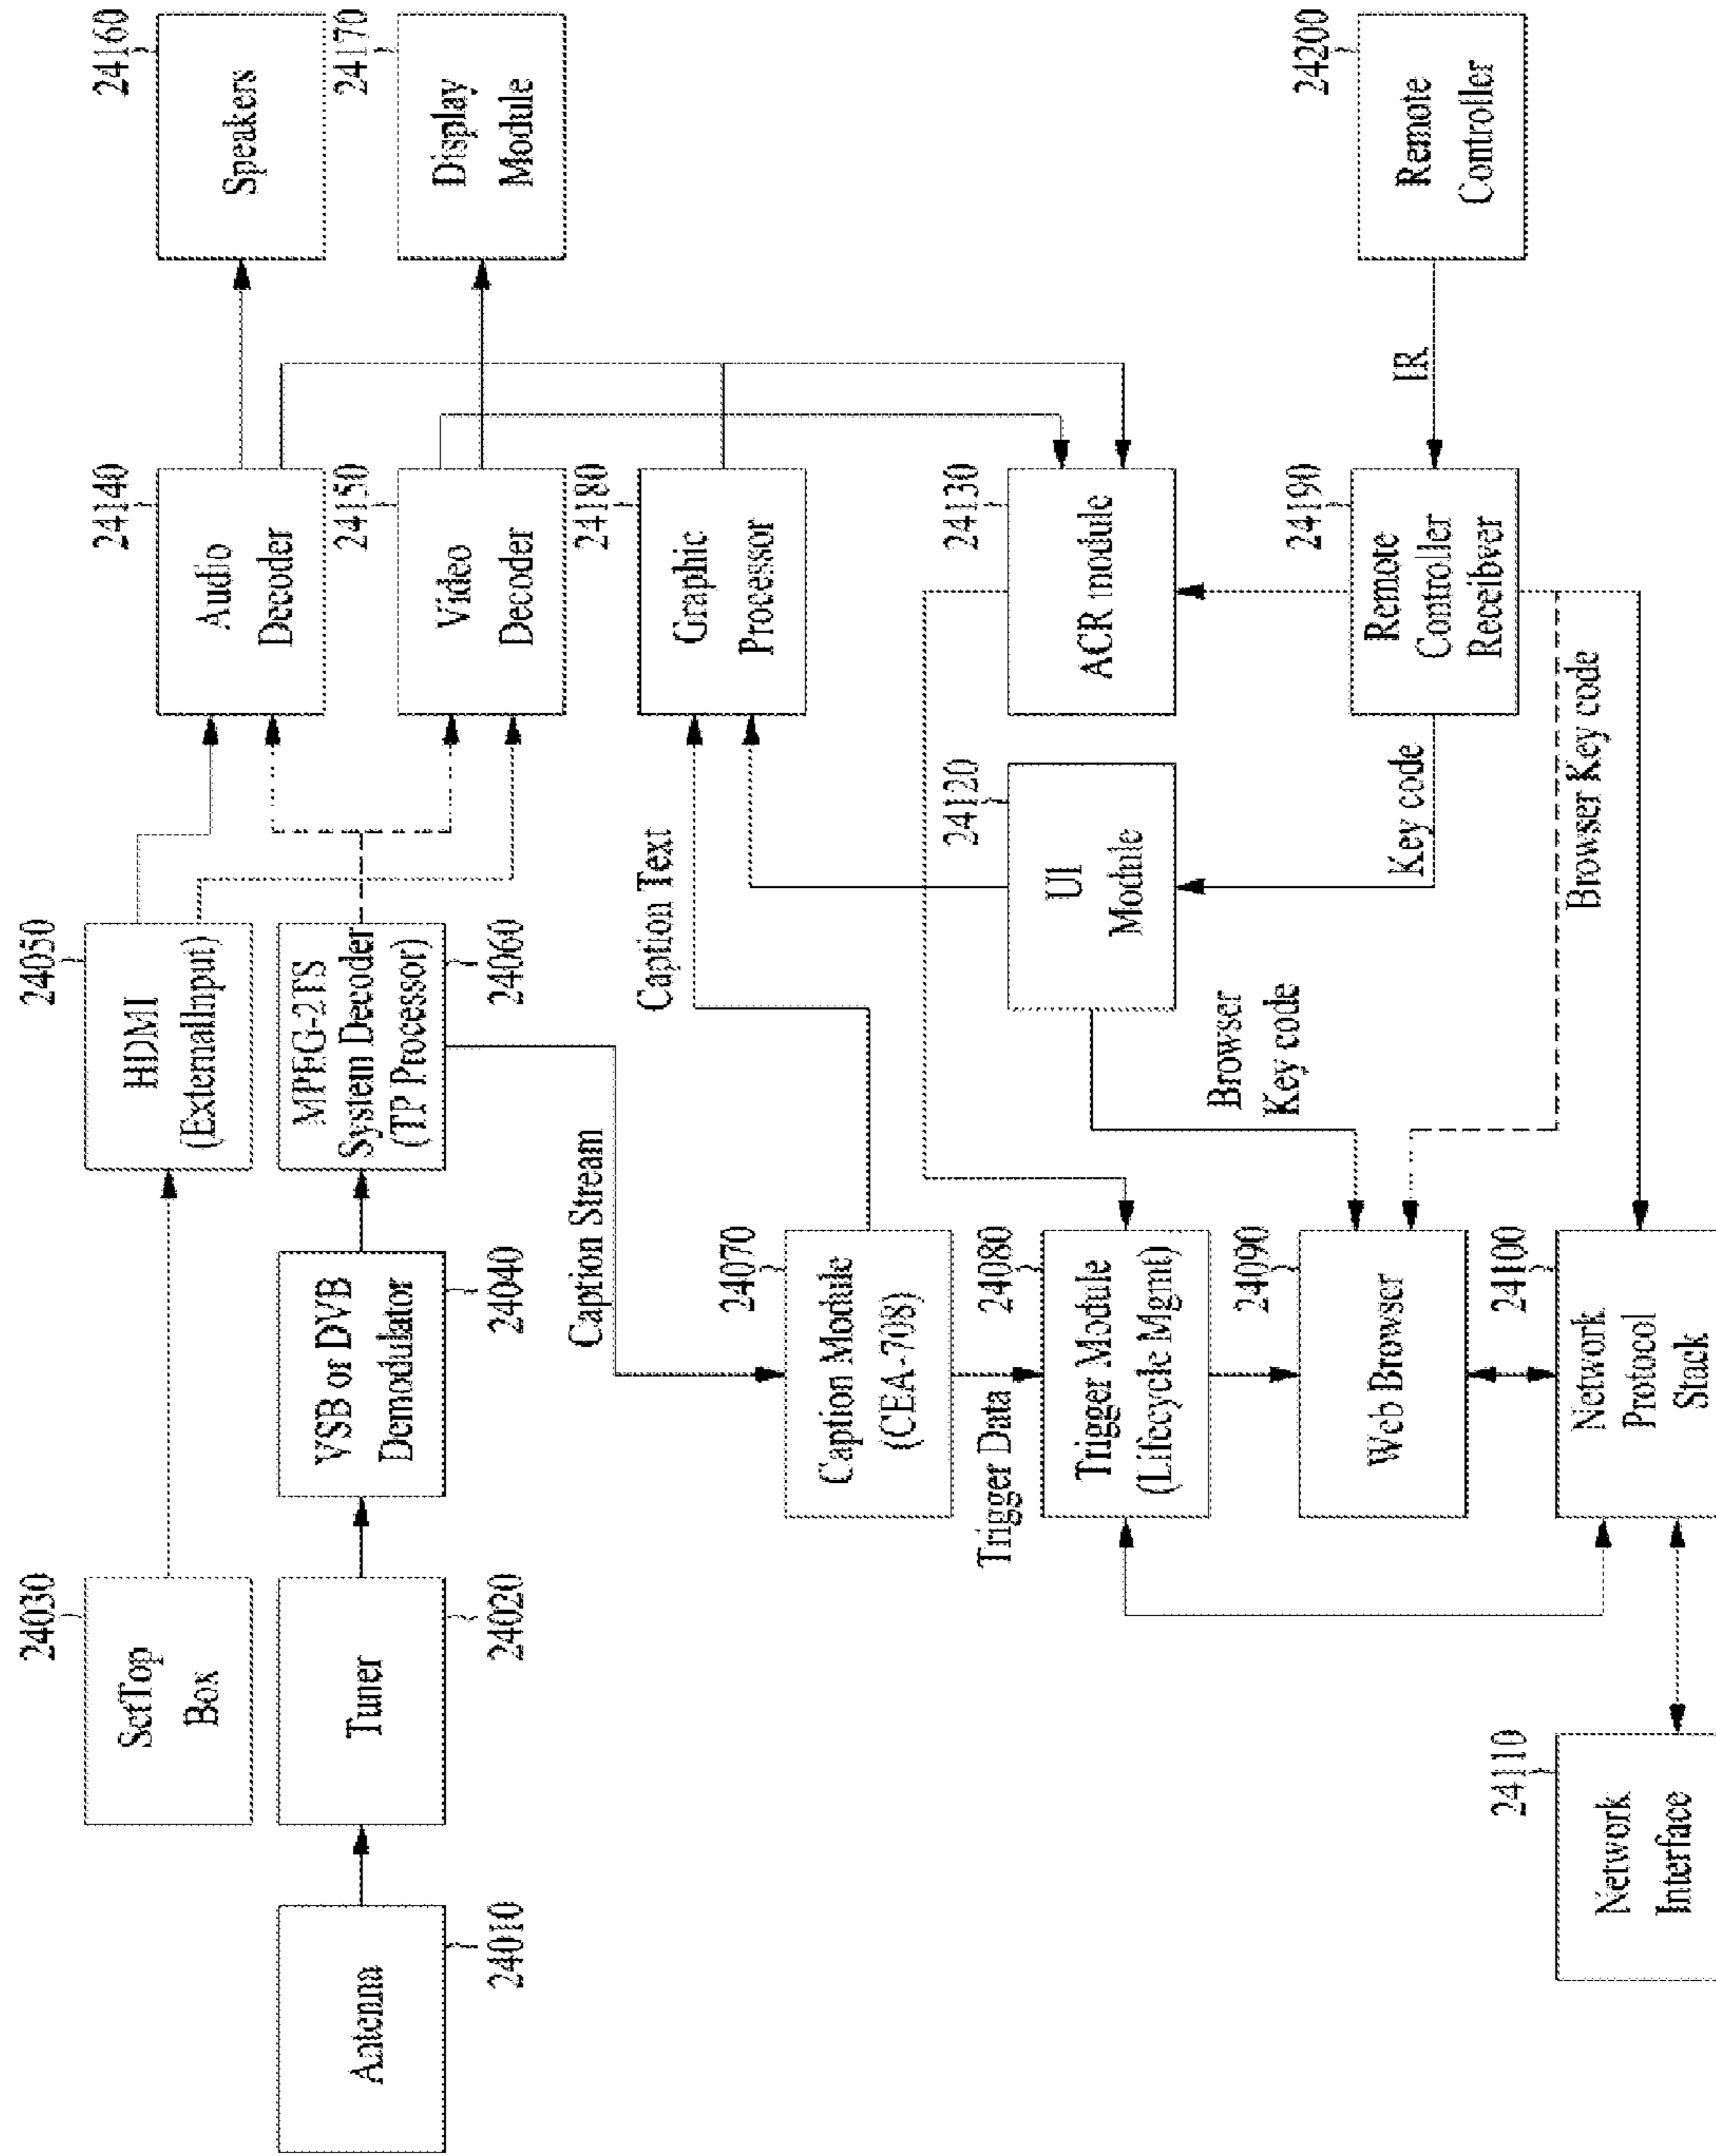 24010
Antenna
24030
SetTop
Box
24020
Tuner
24040
VSB or DVB
Demodulator
24050
HDMI
(ExternalInput)
24060
MPEG-2TS
System Decoder
(TP Processor)
24140
Audio
Decoder
24150
Video
Decoder
24160
Speakers
24170
Display
Module
Caption Stream
Caption Text
24180
Graphic
Processor
24070
Caption Module
(CEA-708)
Trigger Data
24080
Trigger Module
(Lifecycle Mgmt)
24120
UI
Module
24130
ACR module
Browser
Key code
24090
Web Browser
Key code
24190
Remote
Controller
Receibver
IR
24200
Remote
Controller
Browser Key code
24110
Network
Interface
24100
Network
Protocol
Stack